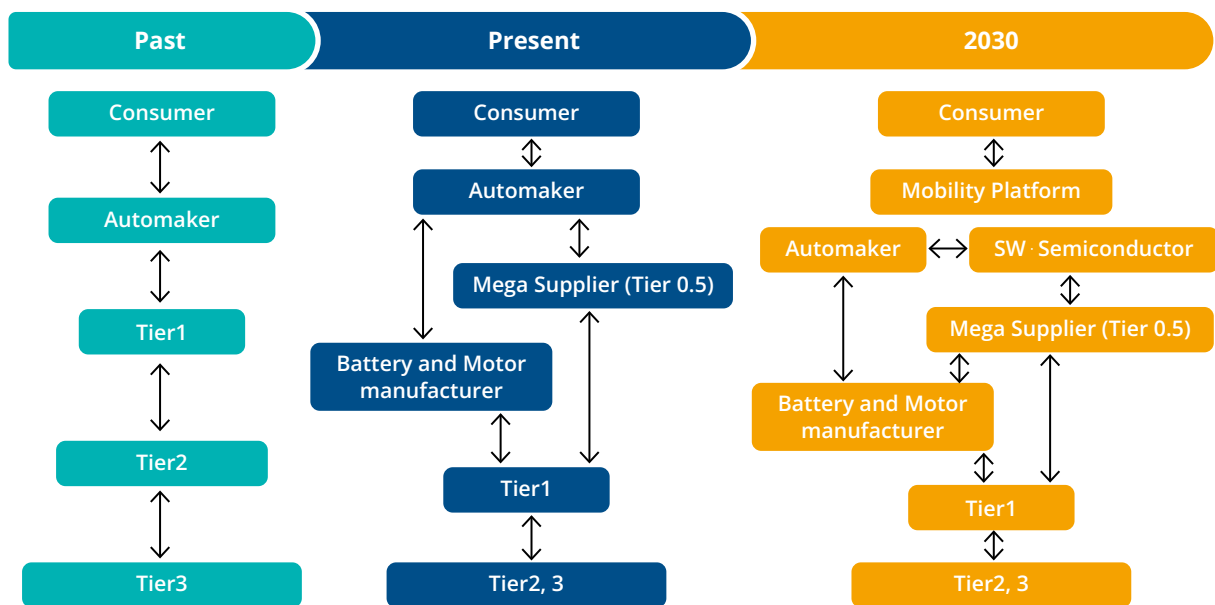 Past
Present
2030
Consumer
Automaker
Tier1
Tier2
Tier3
Consumer
Automaker
Mega Supplier (Tier 0.5)
Battery and Motor
manufacturer
Tier1
Tier2, 3
Consumer
Mobility Platform
Automaker
SW · Semiconductor
Mega Supplier (Tier 0.5)
Battery and Motor
manufacturer
Tier1
Tier2, 3